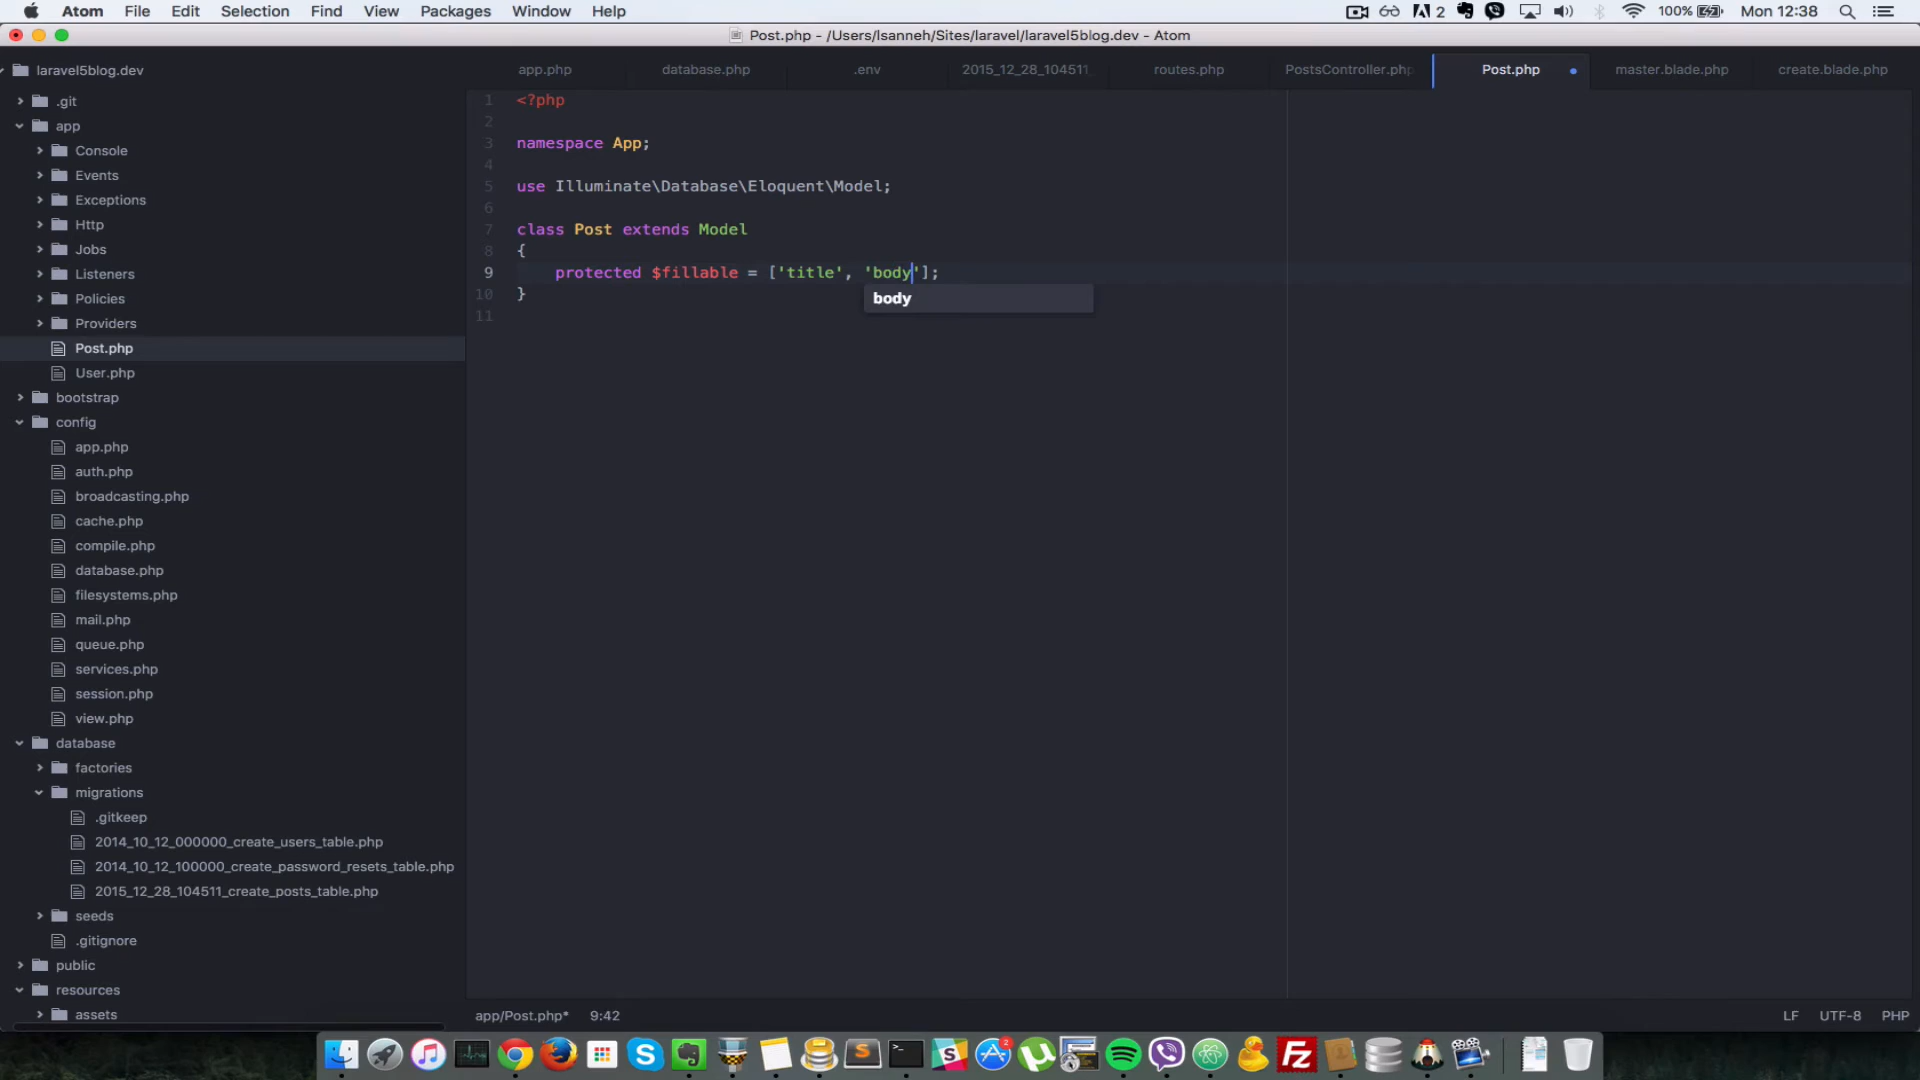 Atom File Edit Selection Find View Packages Window Help 2 100% Mon 12:38
Post.php - /Users/lsanneh/Sites/laravel/laravel5blog.dev - Atom
laravel5blog.dev
app.php database.php .env 2015_12_28_104511_ routes.php PostsController.php Post.php master.blade.php create.blade.php
.git
app
Console
Events
Exceptions
Http
Jobs
Listeners
Policies
Providers
Post.php
User.php
bootstrap
config
app.php
auth.php
broadcasting.php
cache.php
compile.php
database.php
filesystems.php
mail.php
queue.php
services.php
session.php
view.php
database
factories
migrations
.gitkeep
2014_10_12_000000_create_users_table.php
2014_10_12_100000_create_password_resets_table.php
2015_12_28_104511_create_posts_table.php
seeds
.gitignore
public
resources
assets
1 <?php
2
3 namespace App;
4
5 use Illuminate\Database\Eloquent\Model;
6
7 class Post extends Model
8 {
9 protected $fillable = ['title', 'body'];
body
10 }
11
app/Post.php* 9:42 LF UTF-8 PHP
2